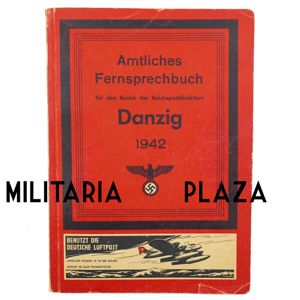 Amtliches
Fernsprechbuch
für den Bezirk der Reichspostdirektion
Danzig
1942
MILITARIA PLAZA
BENUTZT DIE
DEUTSCHE LUFTPOST